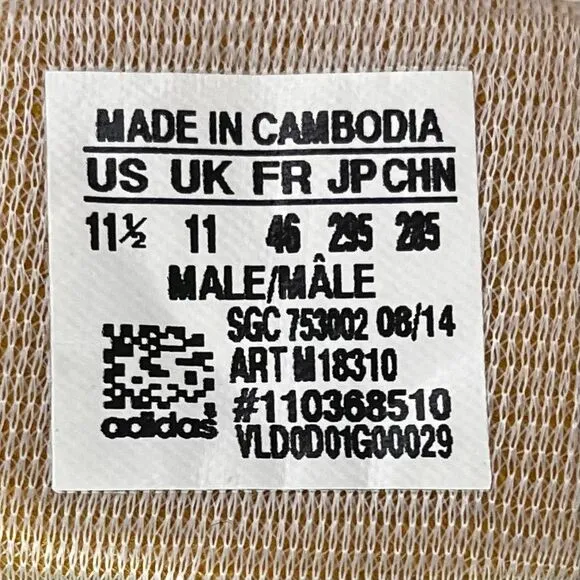 MADE IN CAMBODIA
US UK FR JP CHN
11½ 11 46 295 285
MALE/MÂLE
SGC 753002 08/14
ART M18310
#110368510
adidas
VLD0D01G00029